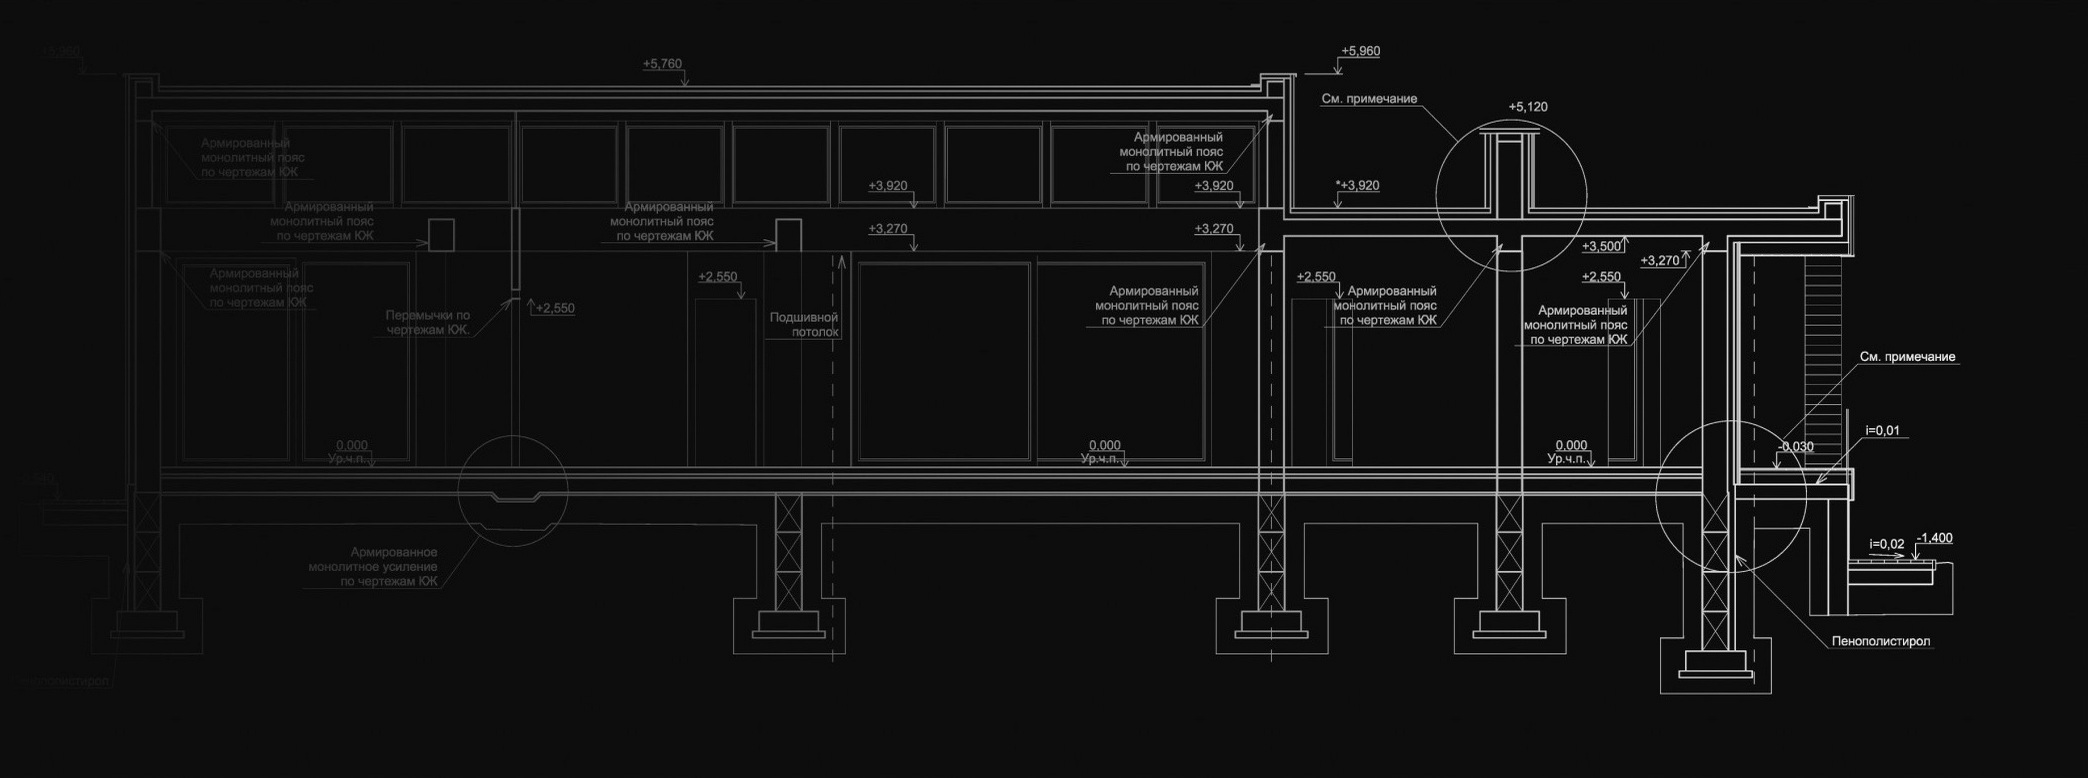 +5,960
+5,760
+5,960
См. примечание
+5,120
Армированный
монолитный пояс
по чертежам КЖ
Армированный
монолитный пояс
по чертежам КЖ
+3,920
+3,920
*+3,920
Армированный
монолитный пояс
по чертежам КЖ
Армированный
монолитный пояс
по чертежам КЖ
+3,270
+3,270
+3,500
+3,270
Армированный
монолитный пояс
по чертежам КЖ
+2,550
+2,550
+2,550
Армированный
монолитный пояс
по чертежам КЖ
Армированный
монолитный пояс
по чертежам КЖ
Перемычки по
чертежам КЖ.
+2,550
Подшивной
потолок
Армированный
монолитный пояс
по чертежам КЖ
См. примечание
0.000
Ур.ч.п.
0.000
Ур.ч.п.
0.000
Ур.ч.п.
-0,030
i=0,01
Армированное
монолитное усиление
по чертежам КЖ
i=0,02
-1,400
Пенополистирол